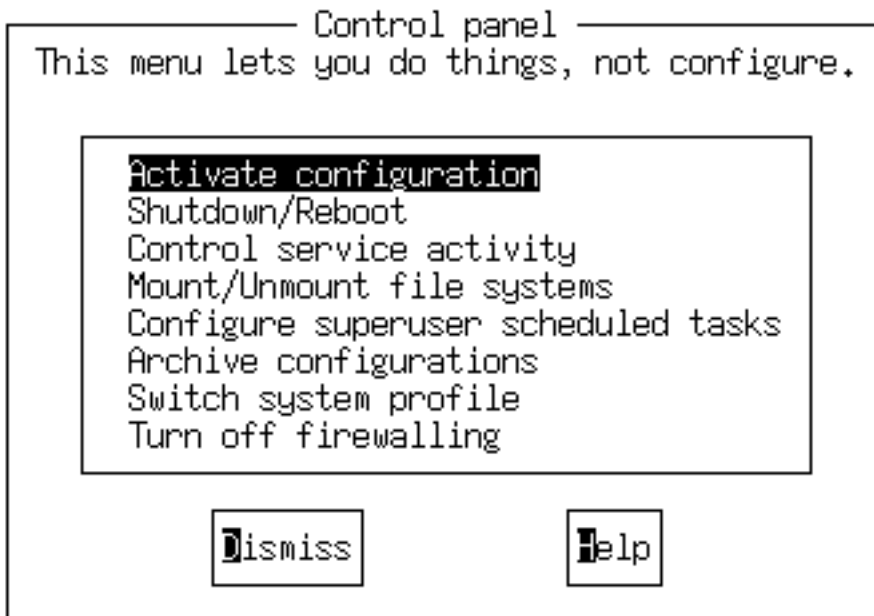 Control panel
This menu lets you do things, not configure.
Activate configuration
Shutdown/Reboot
Control service activity
Mount/Unmount file systems
Configure superuser scheduled tasks
Archive configurations
Switch system profile
Turn off firewalling
Dismiss Help